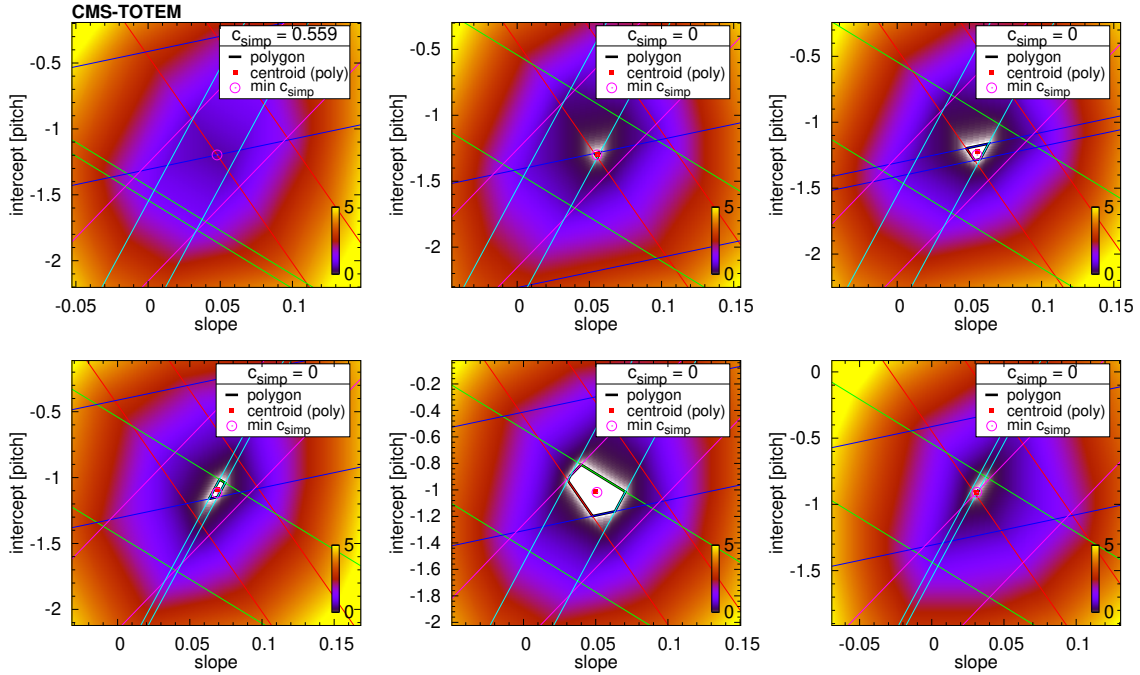 CMS-TOTEM
c_simp = 0.559
polygon
centroid (poly)
min c_simp
-0.5
-1
-1.5
-2
intercept [pitch]
5
0
-0.05 0 0.05 0.1
slope
c_simp = 0
polygon
centroid (poly)
min c_simp
-0.5
-1
-1.5
-2
intercept [pitch]
5
0
0 0.05 0.1 0.15
slope
c_simp = 0
polygon
centroid (poly)
min c_simp
-0.5
-1
-1.5
-2
intercept [pitch]
5
0
0 0.05 0.1 0.15
slope
c_simp = 0
polygon
centroid (poly)
min c_simp
-0.5
-1
-1.5
-2
intercept [pitch]
5
0
0 0.05 0.1 0.15
slope
c_simp = 0
polygon
centroid (poly)
min c_simp
-0.2
-0.4
-0.6
-0.8
-1
-1.2
-1.4
-1.6
-1.8
-2
intercept [pitch]
5
0
0 0.05 0.1 0.15
slope
c_simp = 0
polygon
centroid (poly)
min c_simp
0
-0.5
-1
-1.5
intercept [pitch]
5
0
-0.05 0 0.05 0.1
slope